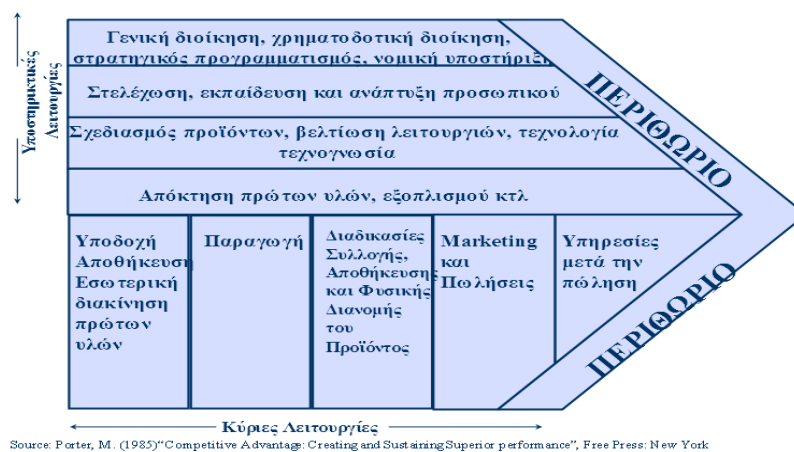 Υποστηρικτικές
Λειτουργίες
Γενική διοίκηση, χρηματοδοτική διοίκηση,
στρατηγικός προγραμματισμός, νομική υποστήριξη
Στελέχωση, εκπαίδευση και ανάπτυξη προσωπικού
Σχεδιασμός προϊόντων, βελτίωση λειτουργιών, τεχνολογία
τεχνογνωσία
Απόκτηση πρώτων υλών, εξοπλισμού κτλ
ΠΕΡΙΘΩΡΙΟ
Υποδοχή
Αποθήκευση
Εσωτερική
διακίνηση
πρώτων
υλών
Παραγωγή
Διαδικασίες
Συλλογής,
Αποθήκευσης
και Φυσικής
Διανομής
του
Προϊόντος
Marketing
και
Πωλήσεις
Υπηρεσίες
μετά την
πώληση
ΠΕΡΙΘΩΡΙΟ
Κύριες Λειτουργίες
Source: Porter, M. (1985)“Competitive Advantage: Creating and Sustaining Superior performance”, Free Press: New York